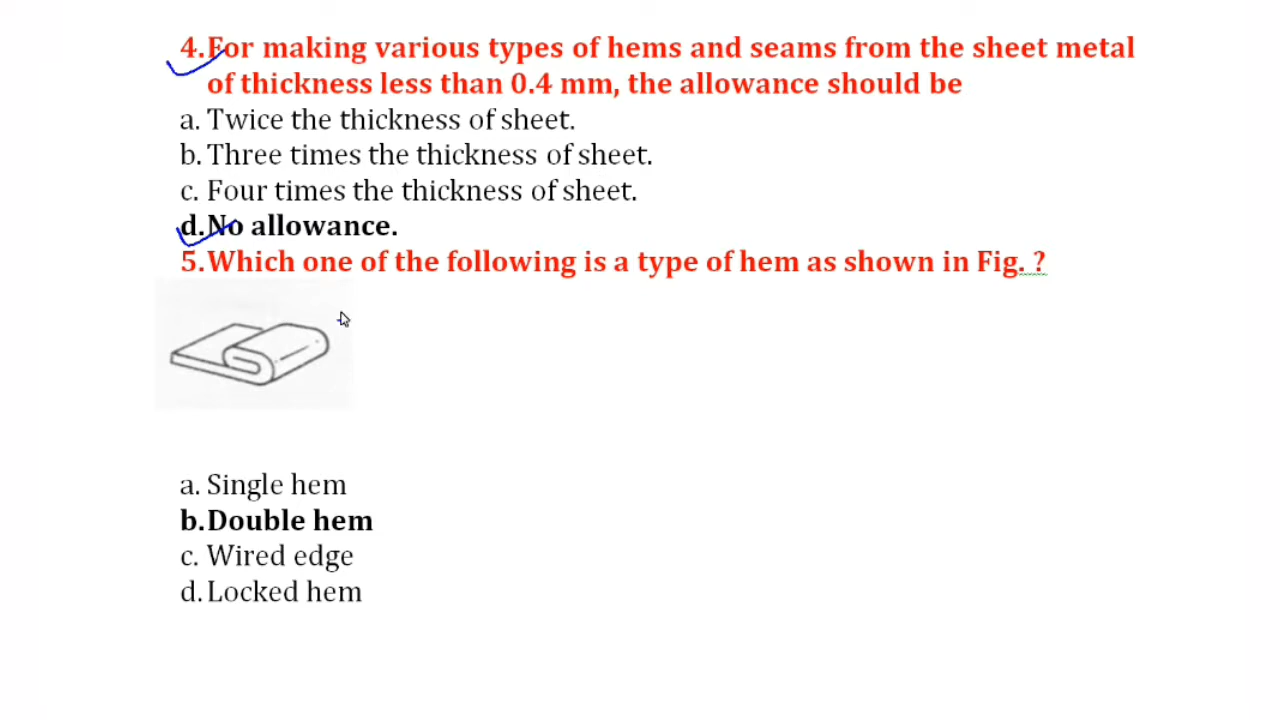 4. For making various types of hems and seams from the sheet metal
of thickness less than 0.4 mm, the allowance should be
a. Twice the thickness of sheet.
b. Three times the thickness of sheet.
c. Four times the thickness of sheet.
d. No allowance.
5. Which one of the following is a type of hem as shown in Fig. ?
a. Single hem
b. Double hem
c. Wired edge
d. Locked hem